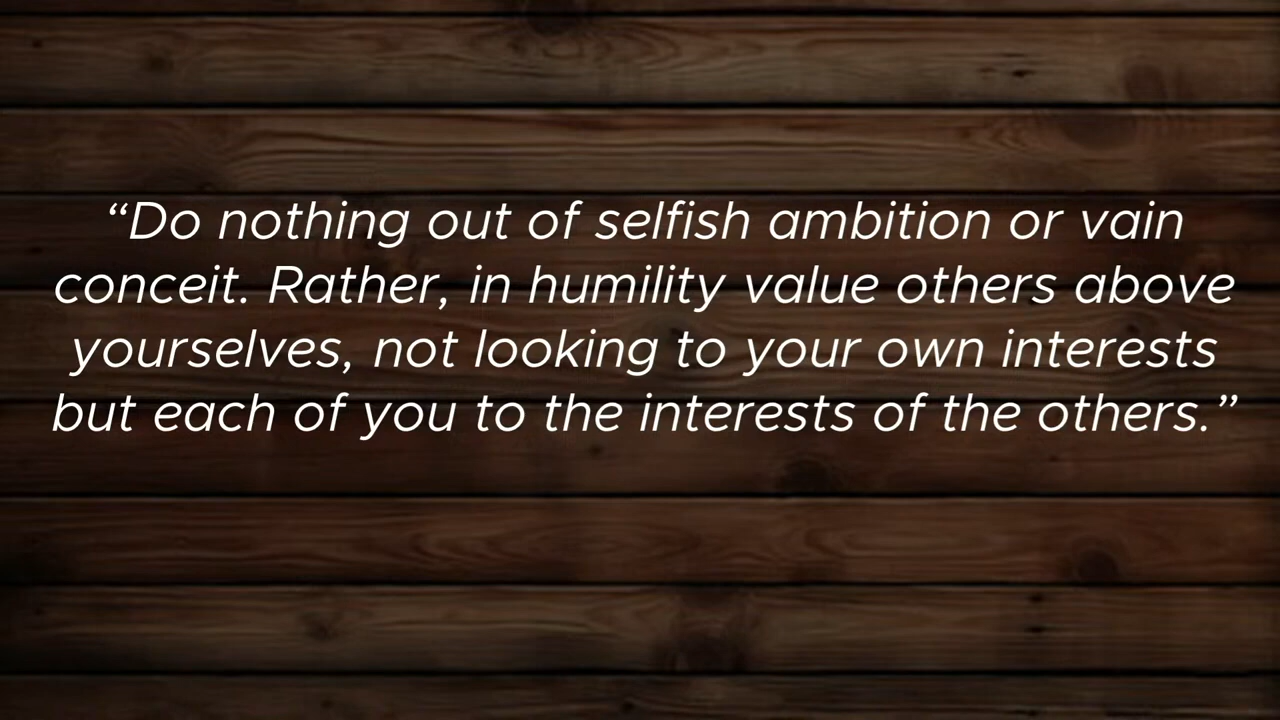 “Do nothing out of selfish ambition or vain
conceit. Rather, in humility value others above
yourselves, not looking to your own interests
but each of you to the interests of the others.”